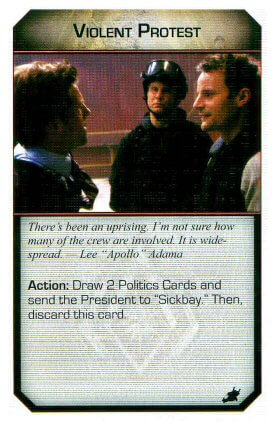 VIOLENT PROTEST
There's been an uprising. I'm not sure how
many of the crew are involved. It is wide-
spread. — Lee "Apollo" Adama
Action: Draw 2 Politics Cards and
send the President to "Sickbay." Then,
discard this card.